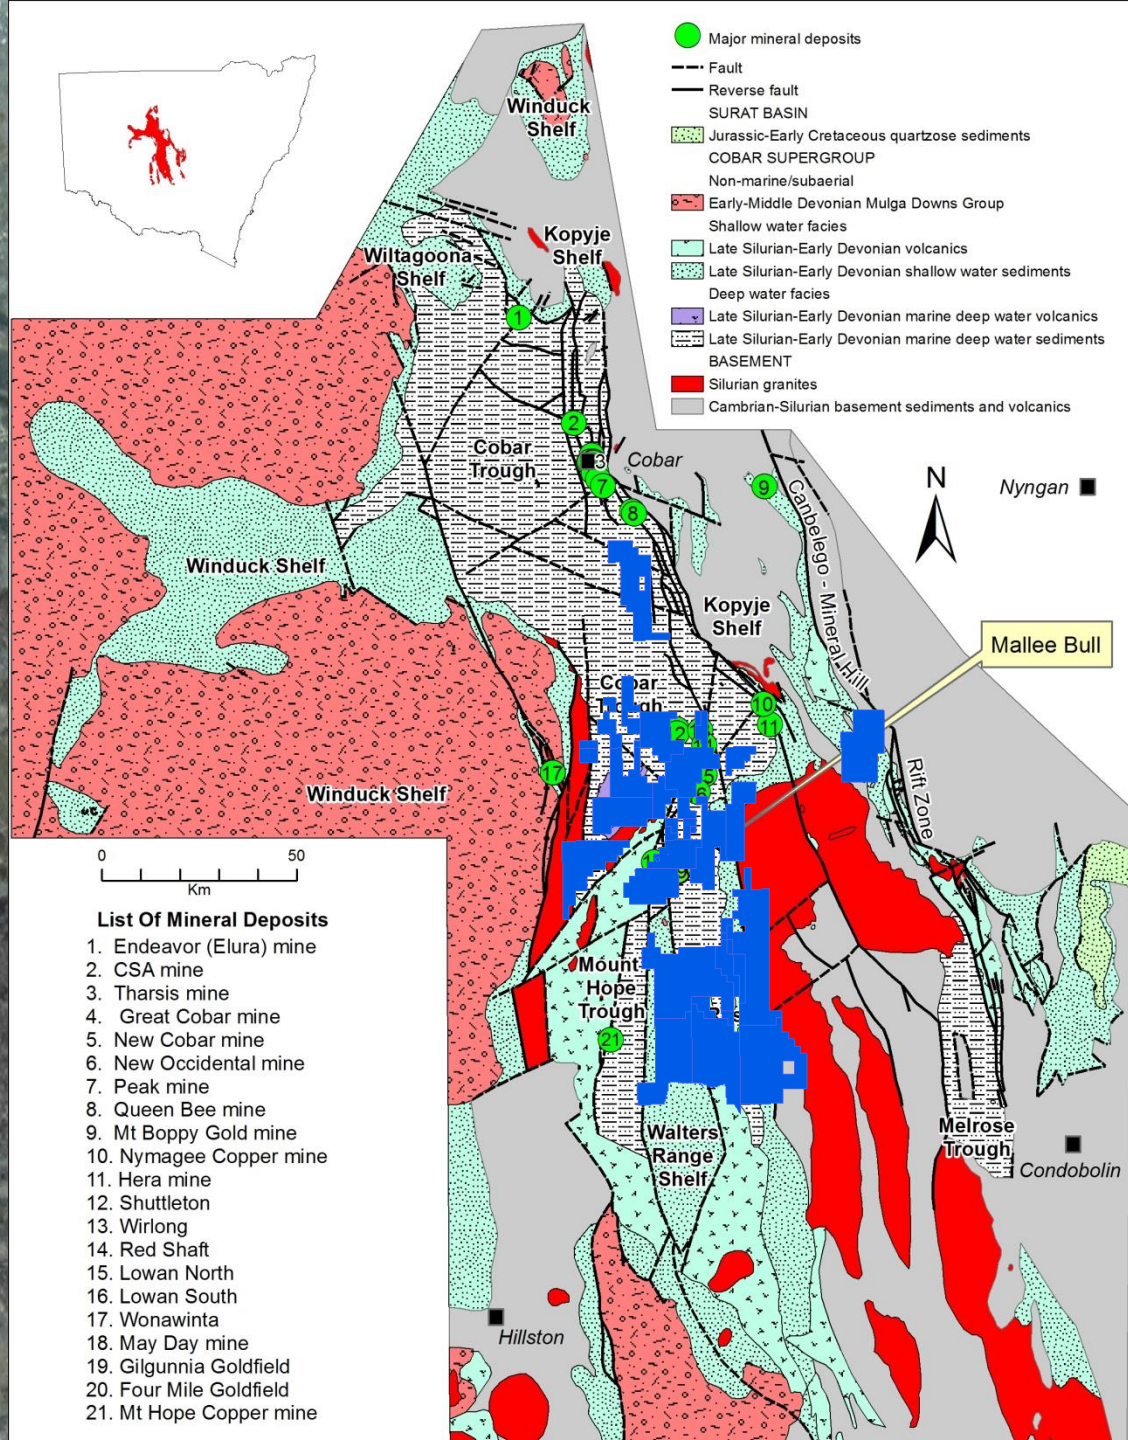 Major mineral deposits
Fault
Reverse fault
SURAT BASIN
Jurassic-Early Cretaceous quartzose sediments
COBAR SUPERGROUP
Non-marine/subaerial
Early-Middle Devonian Mulga Downs Group
Shallow water facies
Late Silurian-Early Devonian volcanics
Late Silurian-Early Devonian shallow water sediments
Deep water facies
Late Silurian-Early Devonian marine deep water volcanics
Late Silurian-Early Devonian marine deep water sediments
BASEMENT
Silurian granites
Cambrian-Silurian basement sediments and volcanics
Winduck
Shelf
Kopyje
Shelf
Wiltagoona
Shelf
1
2
Cobar
Trough
3
Cobar
7
8
9
Canbelego - Mineral Hill
Rift Zone
N
Nyngan
Winduck Shelf
Kopyje
Shelf
Mallee Bull
Cobar
Trough
10
11
2
5
6
17
Winduck Shelf
0 50
Km
Mount
Hope
Trough
21
Walters
Range
Shelf
Melrose
Trough
Condobolin
Hillston
List Of Mineral Deposits
1. Endeavor (Elura) mine
2. CSA mine
3. Tharsis mine
4. Great Cobar mine
5. New Cobar mine
6. New Occidental mine
7. Peak mine
8. Queen Bee mine
9. Mt Boppy Gold mine
10. Nymagee Copper mine
11. Hera mine
12. Shuttleton
13. Wirlong
14. Red Shaft
15. Lowan North
16. Lowan South
17. Wonawinta
18. May Day mine
19. Gilgunnia Goldfield
20. Four Mile Goldfield
21. Mt Hope Copper mine